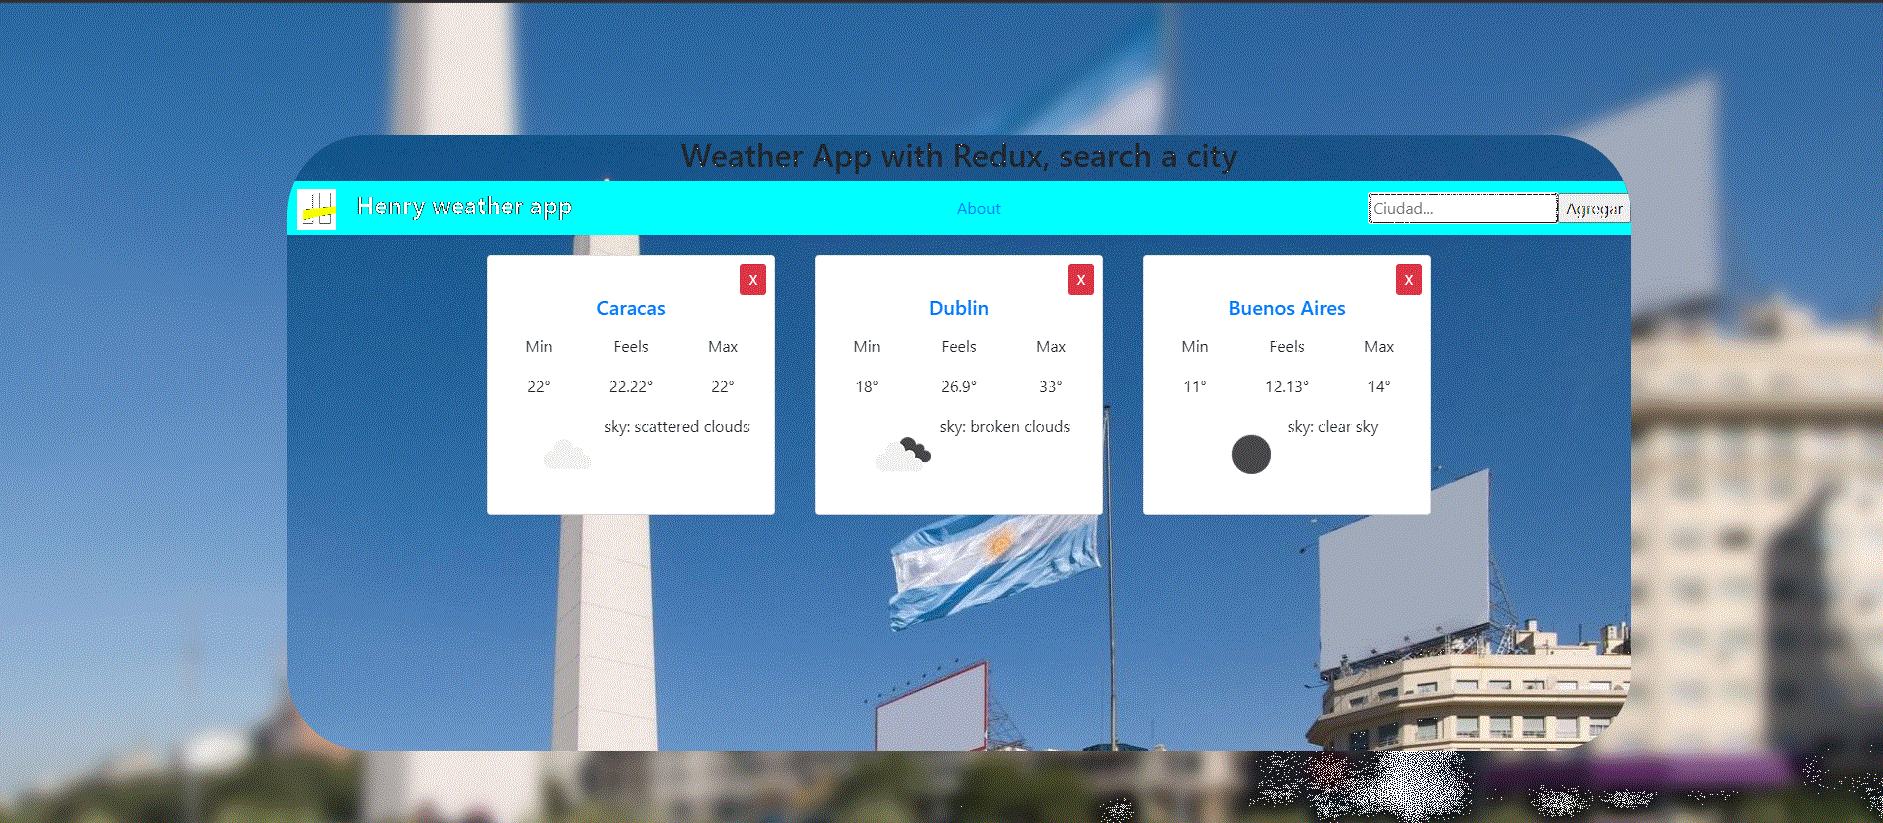 Weather App with Redux, search a city
Henry weather app
About
Ciudad...
Agregar
X
Caracas
Min Feels Max
22° 22.22° 22°
sky: scattered clouds
X
Dublin
Min Feels Max
18° 26.9° 33°
sky: broken clouds
X
Buenos Aires
Min Feels Max
11° 12.13° 14°
sky: clear sky